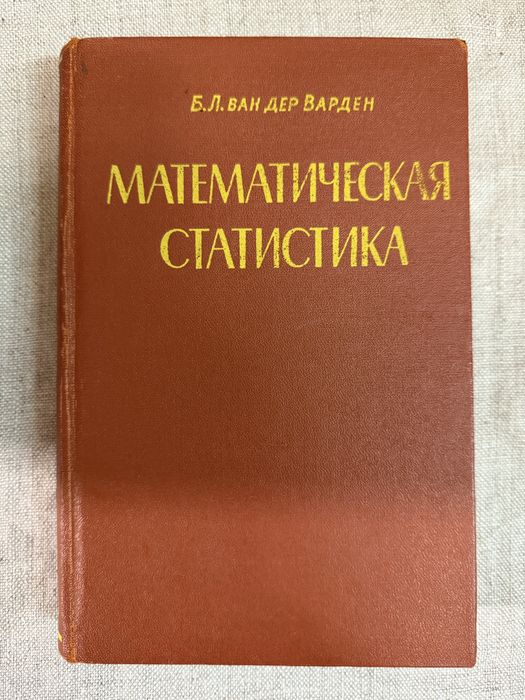 Б.Л. ван дер Варден
МАТЕМАТИЧЕСКАЯ
СТАТИСТИКА